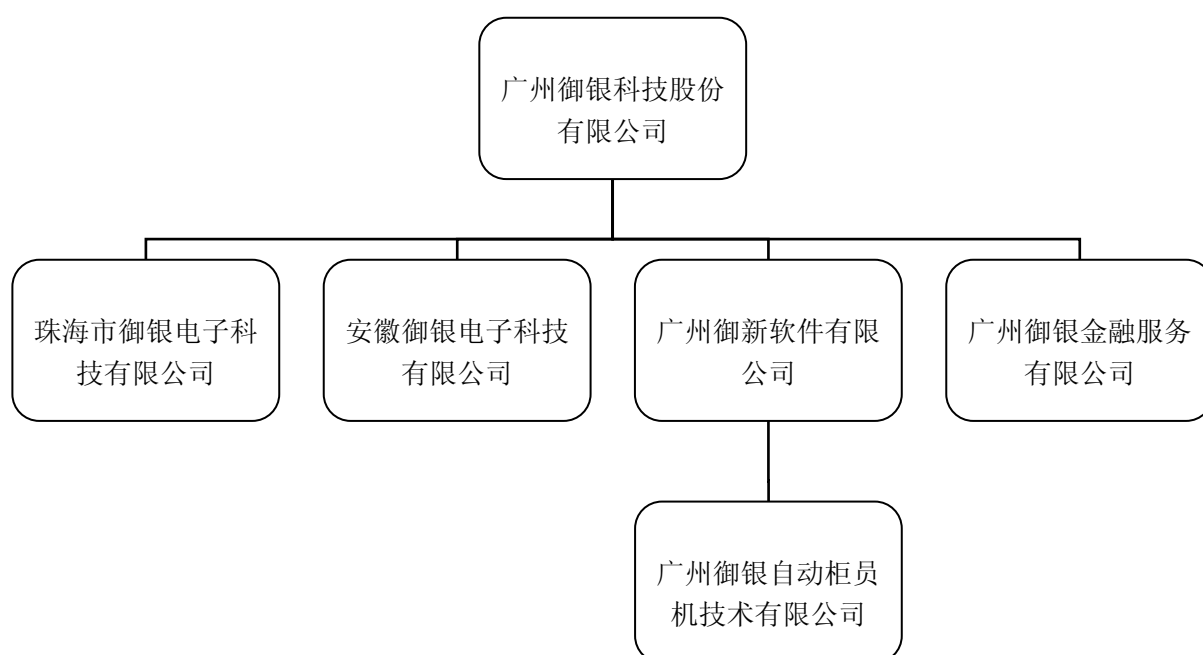 广州御银科技股份
有限公司
珠海市御银电子科
技有限公司
安徽御银电子科技
有限公司
广州御新软件有限
公司
广州御银金融服务
有限公司
广州御银自动柜员
机技术有限公司